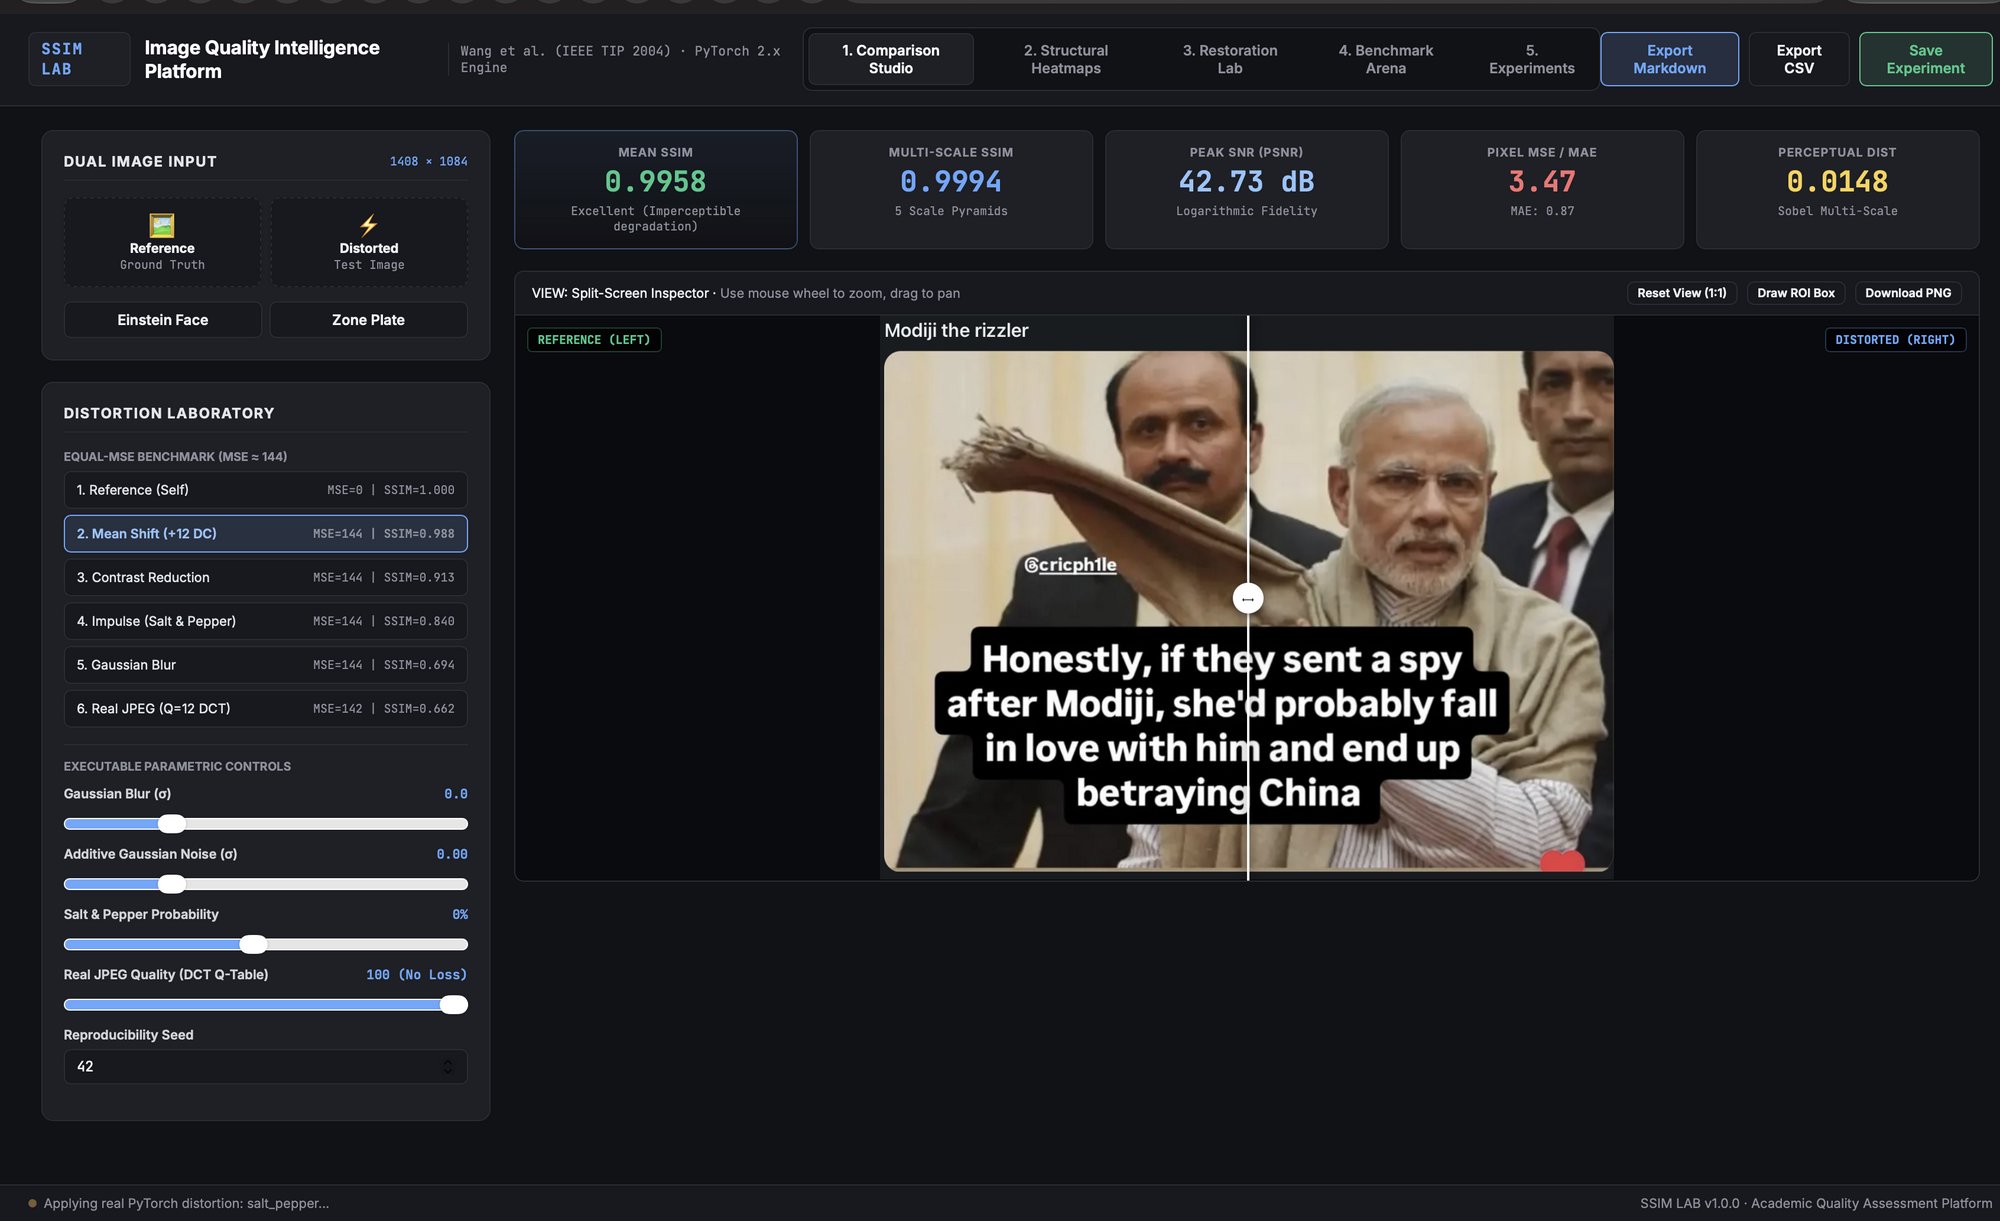 SSIM
LAB
Image Quality Intelligence
Platform
Wang et al. (IEEE TIP 2004) · PyTorch 2.x
Engine
1. Comparison
Studio
2. Structural
Heatmaps
3. Restoration
Lab
4. Benchmark
Arena
5.
Experiments
Export
Markdown
Export
CSV
Save
Experiment
DUAL IMAGE INPUT
1408 × 1084
Reference
Ground Truth
Distorted
Test Image
Einstein Face
Zone Plate
DISTORTION LABORATORY
EQUAL-MSE BENCHMARK (MSE ≈ 144)
1. Reference (Self) MSE=0 | SSIM=1.000
2. Mean Shift (+12 DC) MSE=144 | SSIM=0.988
3. Contrast Reduction MSE=144 | SSIM=0.913
4. Impulse (Salt & Pepper) MSE=144 | SSIM=0.840
5. Gaussian Blur MSE=144 | SSIM=0.694
6. Real JPEG (Q=12 DCT) MSE=142 | SSIM=0.662
EXECUTABLE PARAMETRIC CONTROLS
Gaussian Blur (σ) 0.0
Additive Gaussian Noise (σ) 0.00
Salt & Pepper Probability 0%
Real JPEG Quality (DCT Q-Table) 100 (No Loss)
Reproducibility Seed
42
MEAN SSIM
0.9958
Excellent (Imperceptible
degradation)
MULTI-SCALE SSIM
0.9994
5 Scale Pyramids
PEAK SNR (PSNR)
42.73 dB
Logarithmic Fidelity
PIXEL MSE / MAE
3.47
MAE: 0.87
PERCEPTUAL DIST
0.0148
Sobel Multi-Scale
VIEW: Split-Screen Inspector · Use mouse wheel to zoom, drag to pan
Reset View (1:1)
Draw ROI Box
Download PNG
REFERENCE (LEFT)
DISTORTED (RIGHT)
Modiji the rizzler
@cricph1le
Honestly, if they sent a spy
after Modiji, she'd probably fall
in love with him and end up
betraying China
Applying real PyTorch distortion: salt_pepper...
SSIM LAB v1.0.0 · Academic Quality Assessment Platform